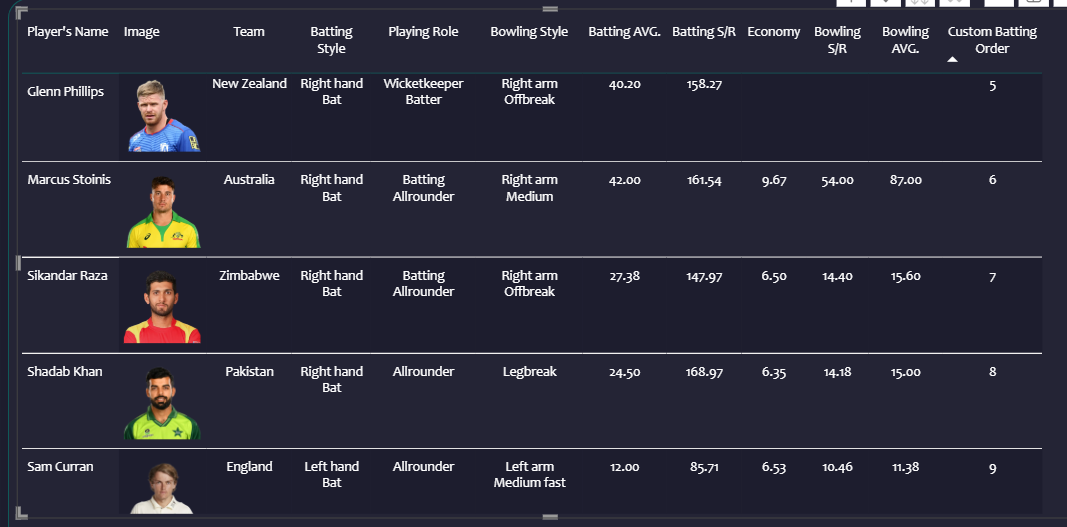 Player's Name Image Team Batting Style Playing Role Bowling Style Batting AVG. Batting S/R Economy Bowling S/R Bowling AVG. Custom Batting Order
Glenn Phillips New Zealand Right hand Bat Wicketkeeper Batter Right arm Offbreak 40.20 158.27 5
Marcus Stoinis Australia Right hand Bat Batting Allrounder Right arm Medium 42.00 161.54 9.67 54.00 87.00 6
Sikandar Raza Zimbabwe Right hand Bat Batting Allrounder Right arm Offbreak 27.38 147.97 6.50 14.40 15.60 7
Shadab Khan Pakistan Right hand Bat Allrounder Legbreak 24.50 168.97 6.35 14.18 15.00 8
Sam Curran England Left hand Bat Allrounder Left arm Medium fast 12.00 85.71 6.53 10.46 11.38 9